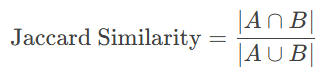 Jaccard Similarity = |A ∩ B| / |A ∪ B|